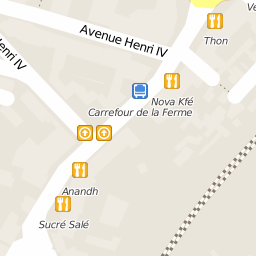 Avenue Henri IV
Thon
Henri IV
Nova Kfé
Carrefour de la Ferme
Anandh
Sucré Salé